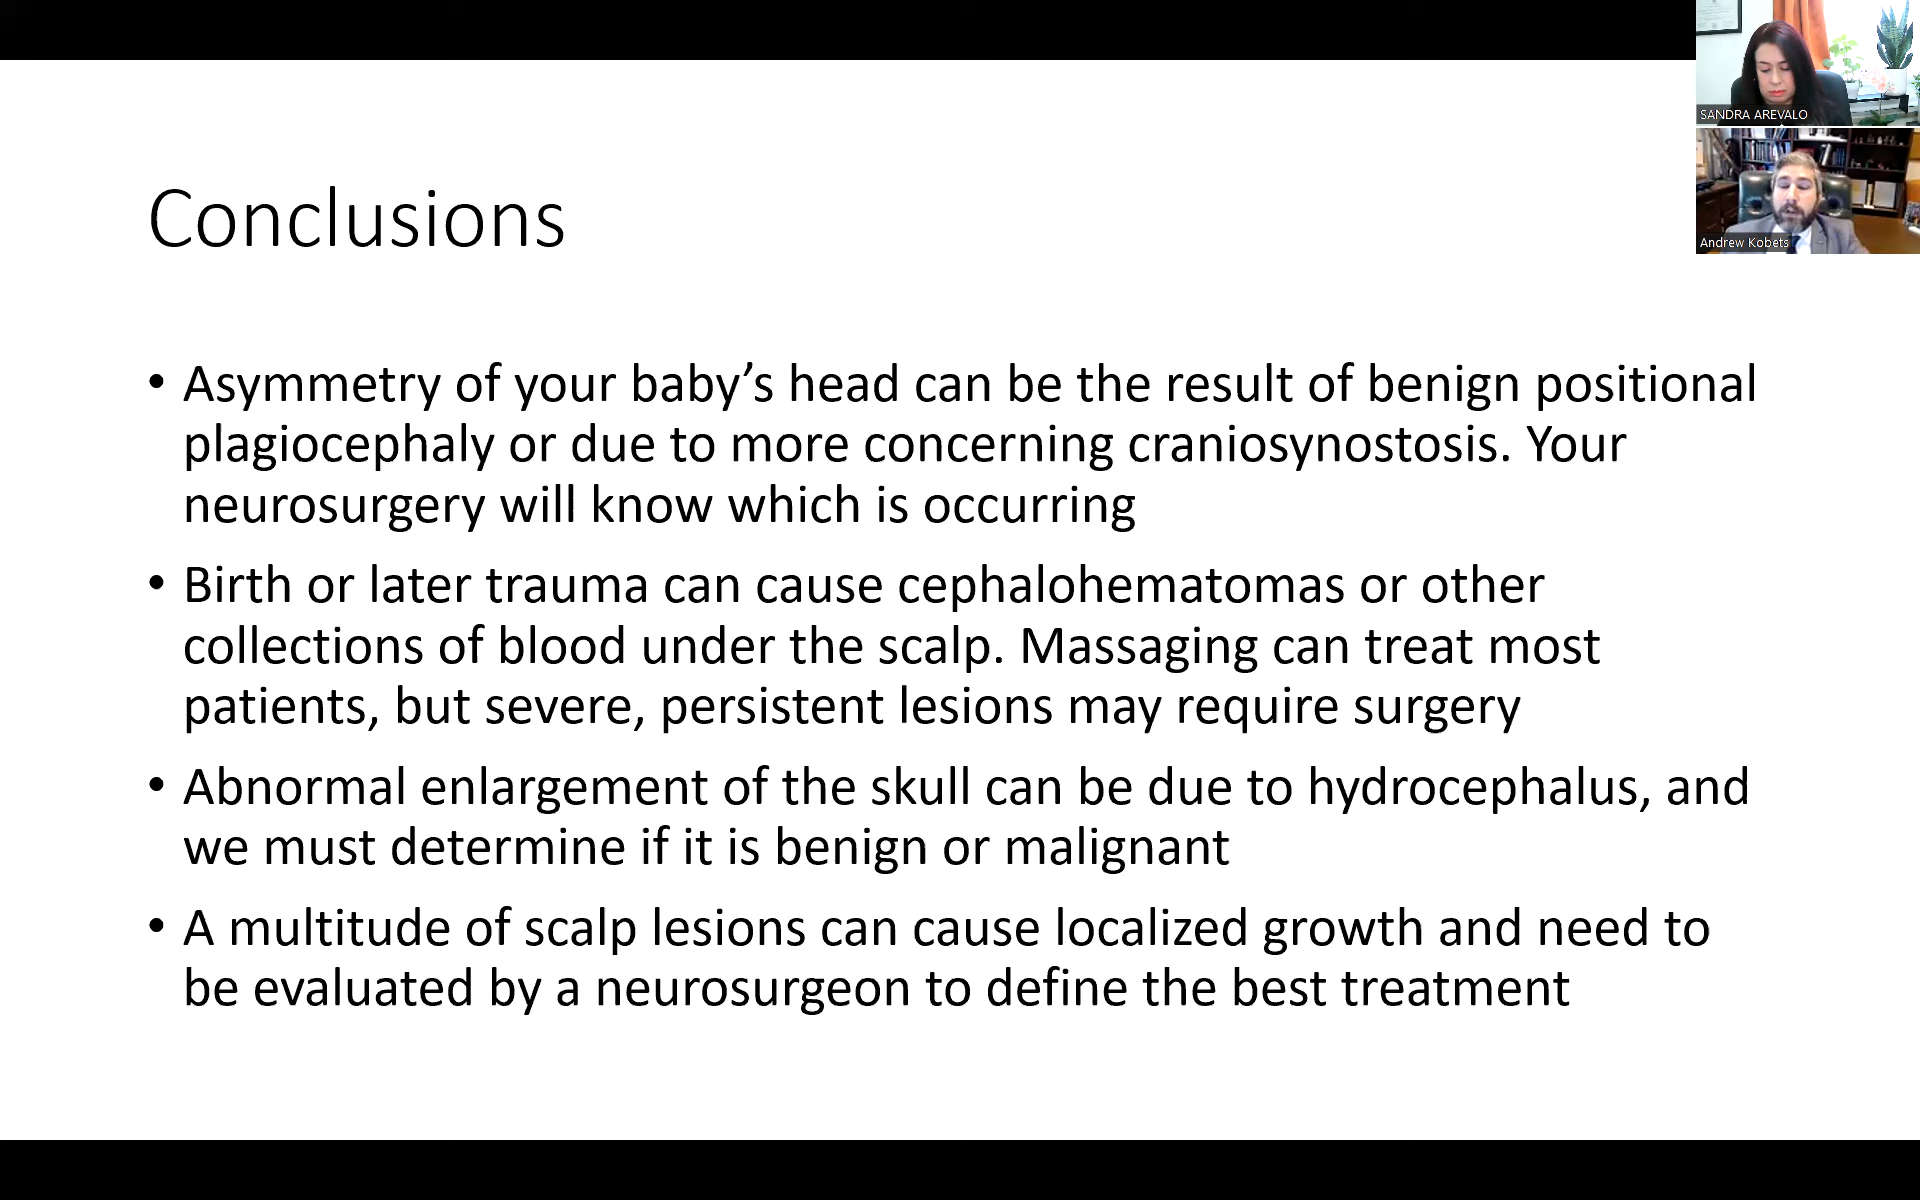 SANDRA AREVALO
Andrew Kobets
Conclusions
• Asymmetry of your baby’s head can be the result of benign positional
plagiocephaly or due to more concerning craniosynostosis. Your
neurosurgery will know which is occurring
• Birth or later trauma can cause cephalohematomas or other
collections of blood under the scalp. Massaging can treat most
patients, but severe, persistent lesions may require surgery
• Abnormal enlargement of the skull can be due to hydrocephalus, and
we must determine if it is benign or malignant
• A multitude of scalp lesions can cause localized growth and need to
be evaluated by a neurosurgeon to define the best treatment